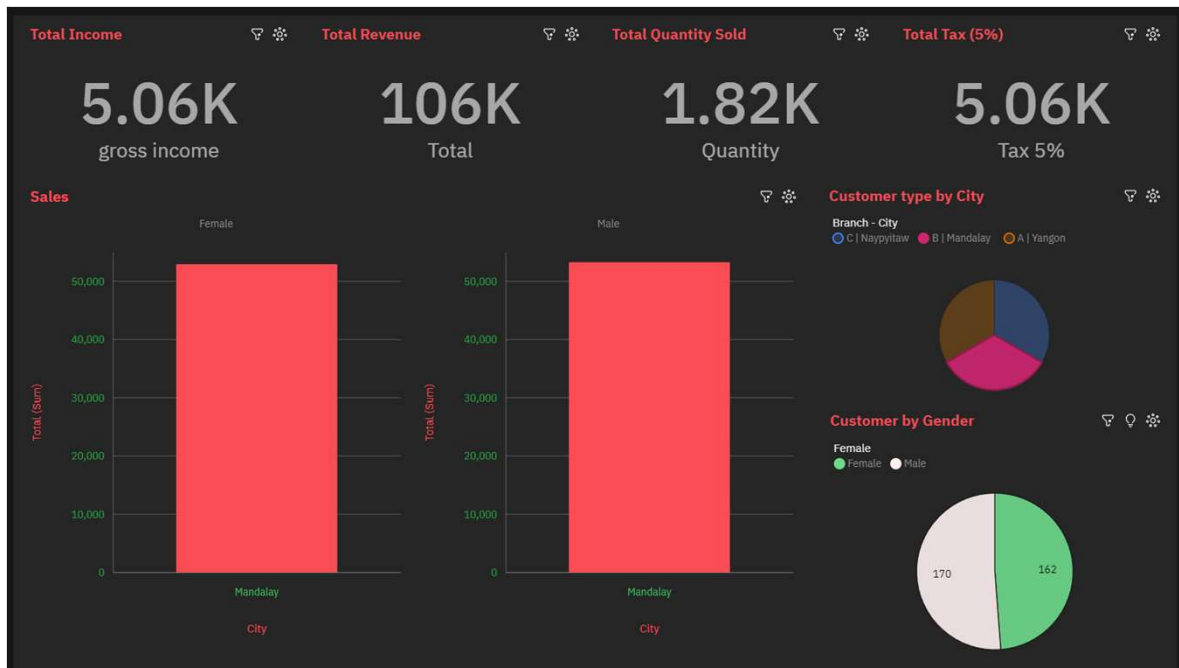 Total Income
Total Revenue
Total Quantity Sold
Total Tax (5%)
5.06K
gross income
106K
Total
1.82K
Quantity
5.06K
Tax 5%
Sales
Female
Male
Total (Sum)
50,000
40,000
30,000
20,000
10,000
0
Mandalay
City
Total (Sum)
50,000
40,000
30,000
20,000
10,000
0
Mandalay
City
Customer type by City
Branch - City
C | Naypyitaw B | Mandalay A | Yangon
Customer by Gender
Female
Female Male
170
162